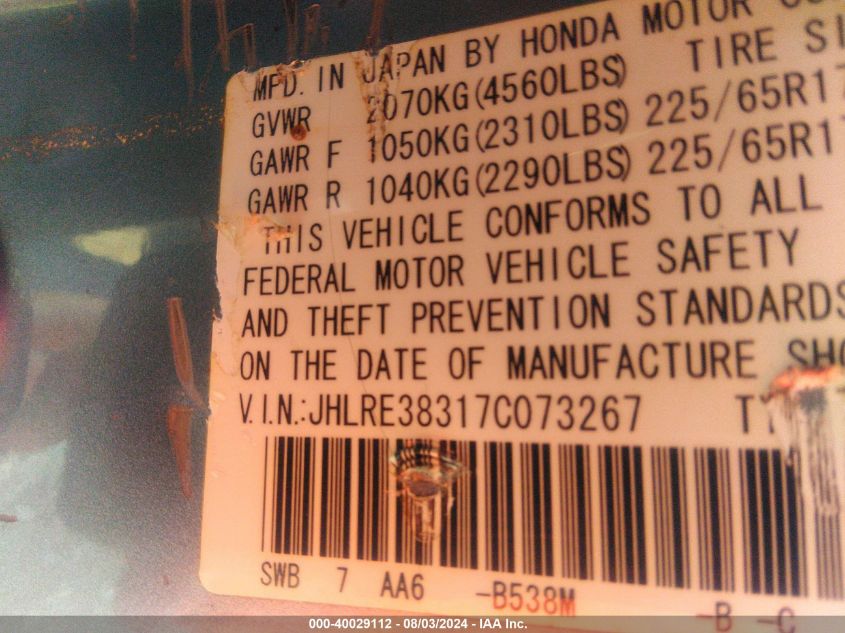 MFD. IN JAPAN BY HONDA MOTOR
GVWR 2070KG(4560LBS) TIRE
GAWR F 1050KG(2310LBS) 225/65R17
GAWR R 1040KG(2290LBS) 225/65R17
THIS VEHICLE CONFORMS TO ALL
FEDERAL MOTOR VEHICLE SAFETY
AND THEFT PREVENTION STANDARDS
ON THE DATE OF MANUFACTURE
V.I.N.:JHLRE38317C073267
SWB 7 AA6 -B538M -B -C
000-40029112 - 08/03/2024 - IAA Inc.